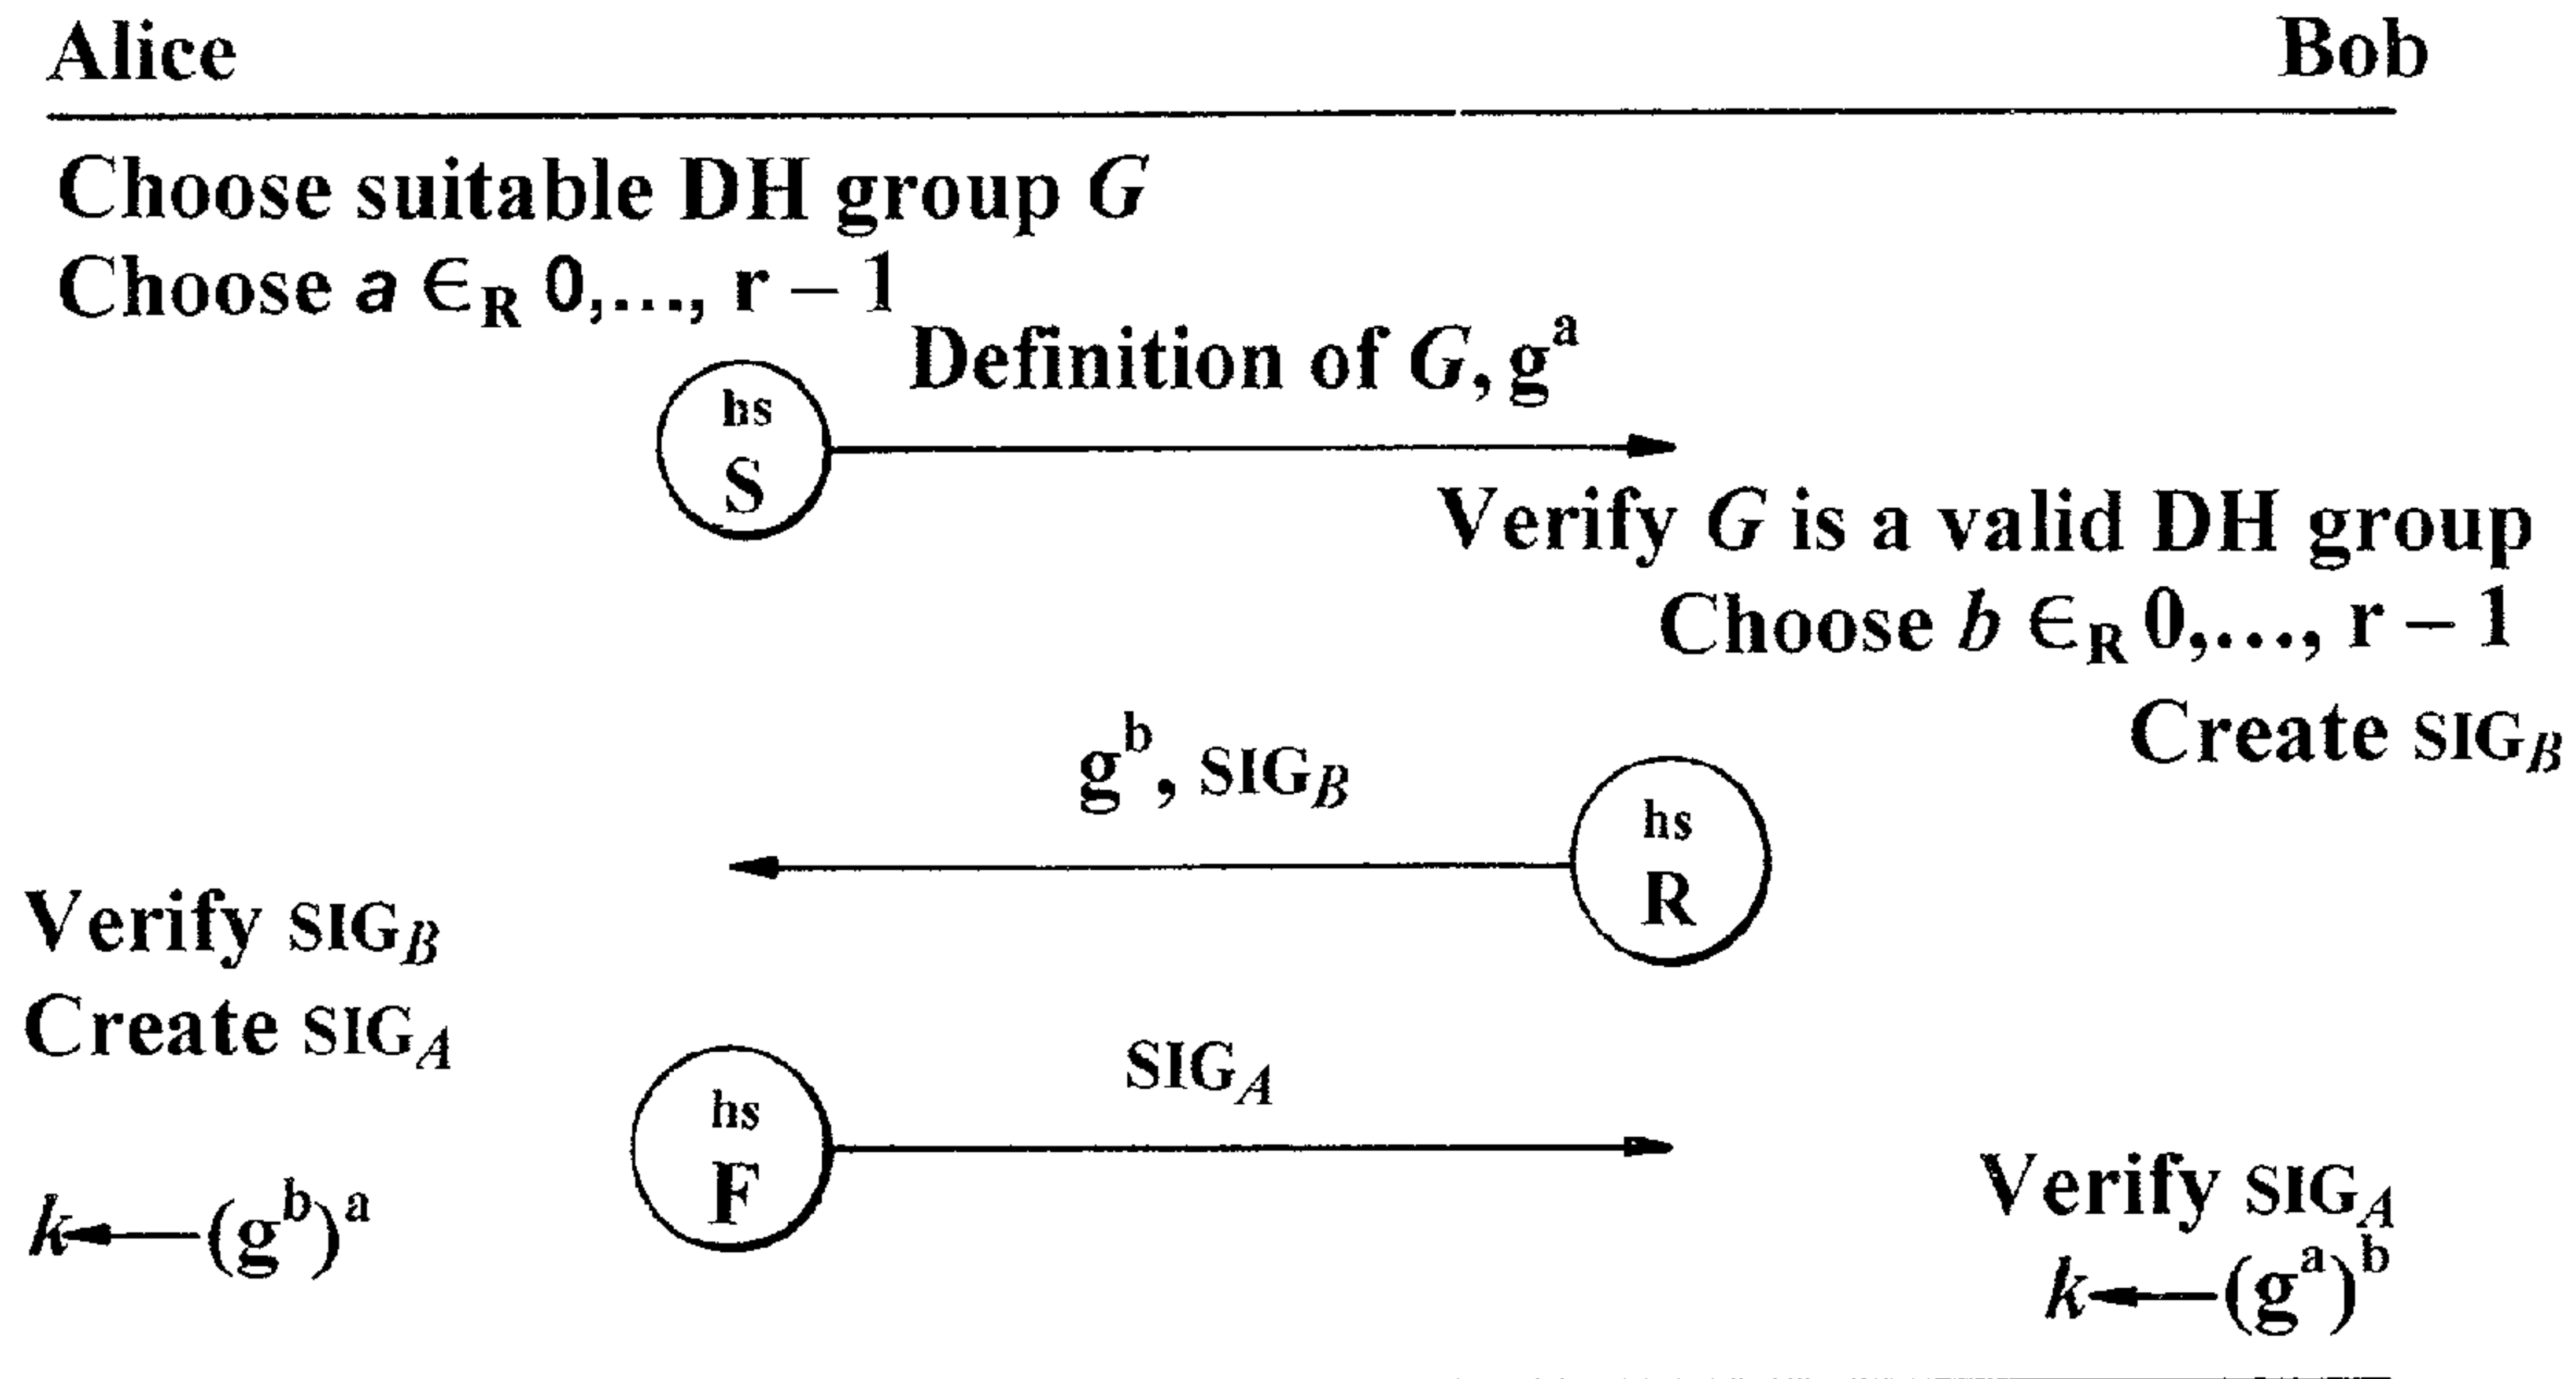 Alice Bob
Choose suitable DH group G
Choose a ∈R 0,..., r – 1
Definition of G, g^a
hs
S
Verify G is a valid DH group
Choose b ∈R 0,..., r – 1
Create SIG_B
g^b, SIG_B
hs
R
Verify SIG_B
Create SIG_A
SIG_A
hs
F
Verify SIG_A
k ← (g^b)^a
k ← (g^a)^b